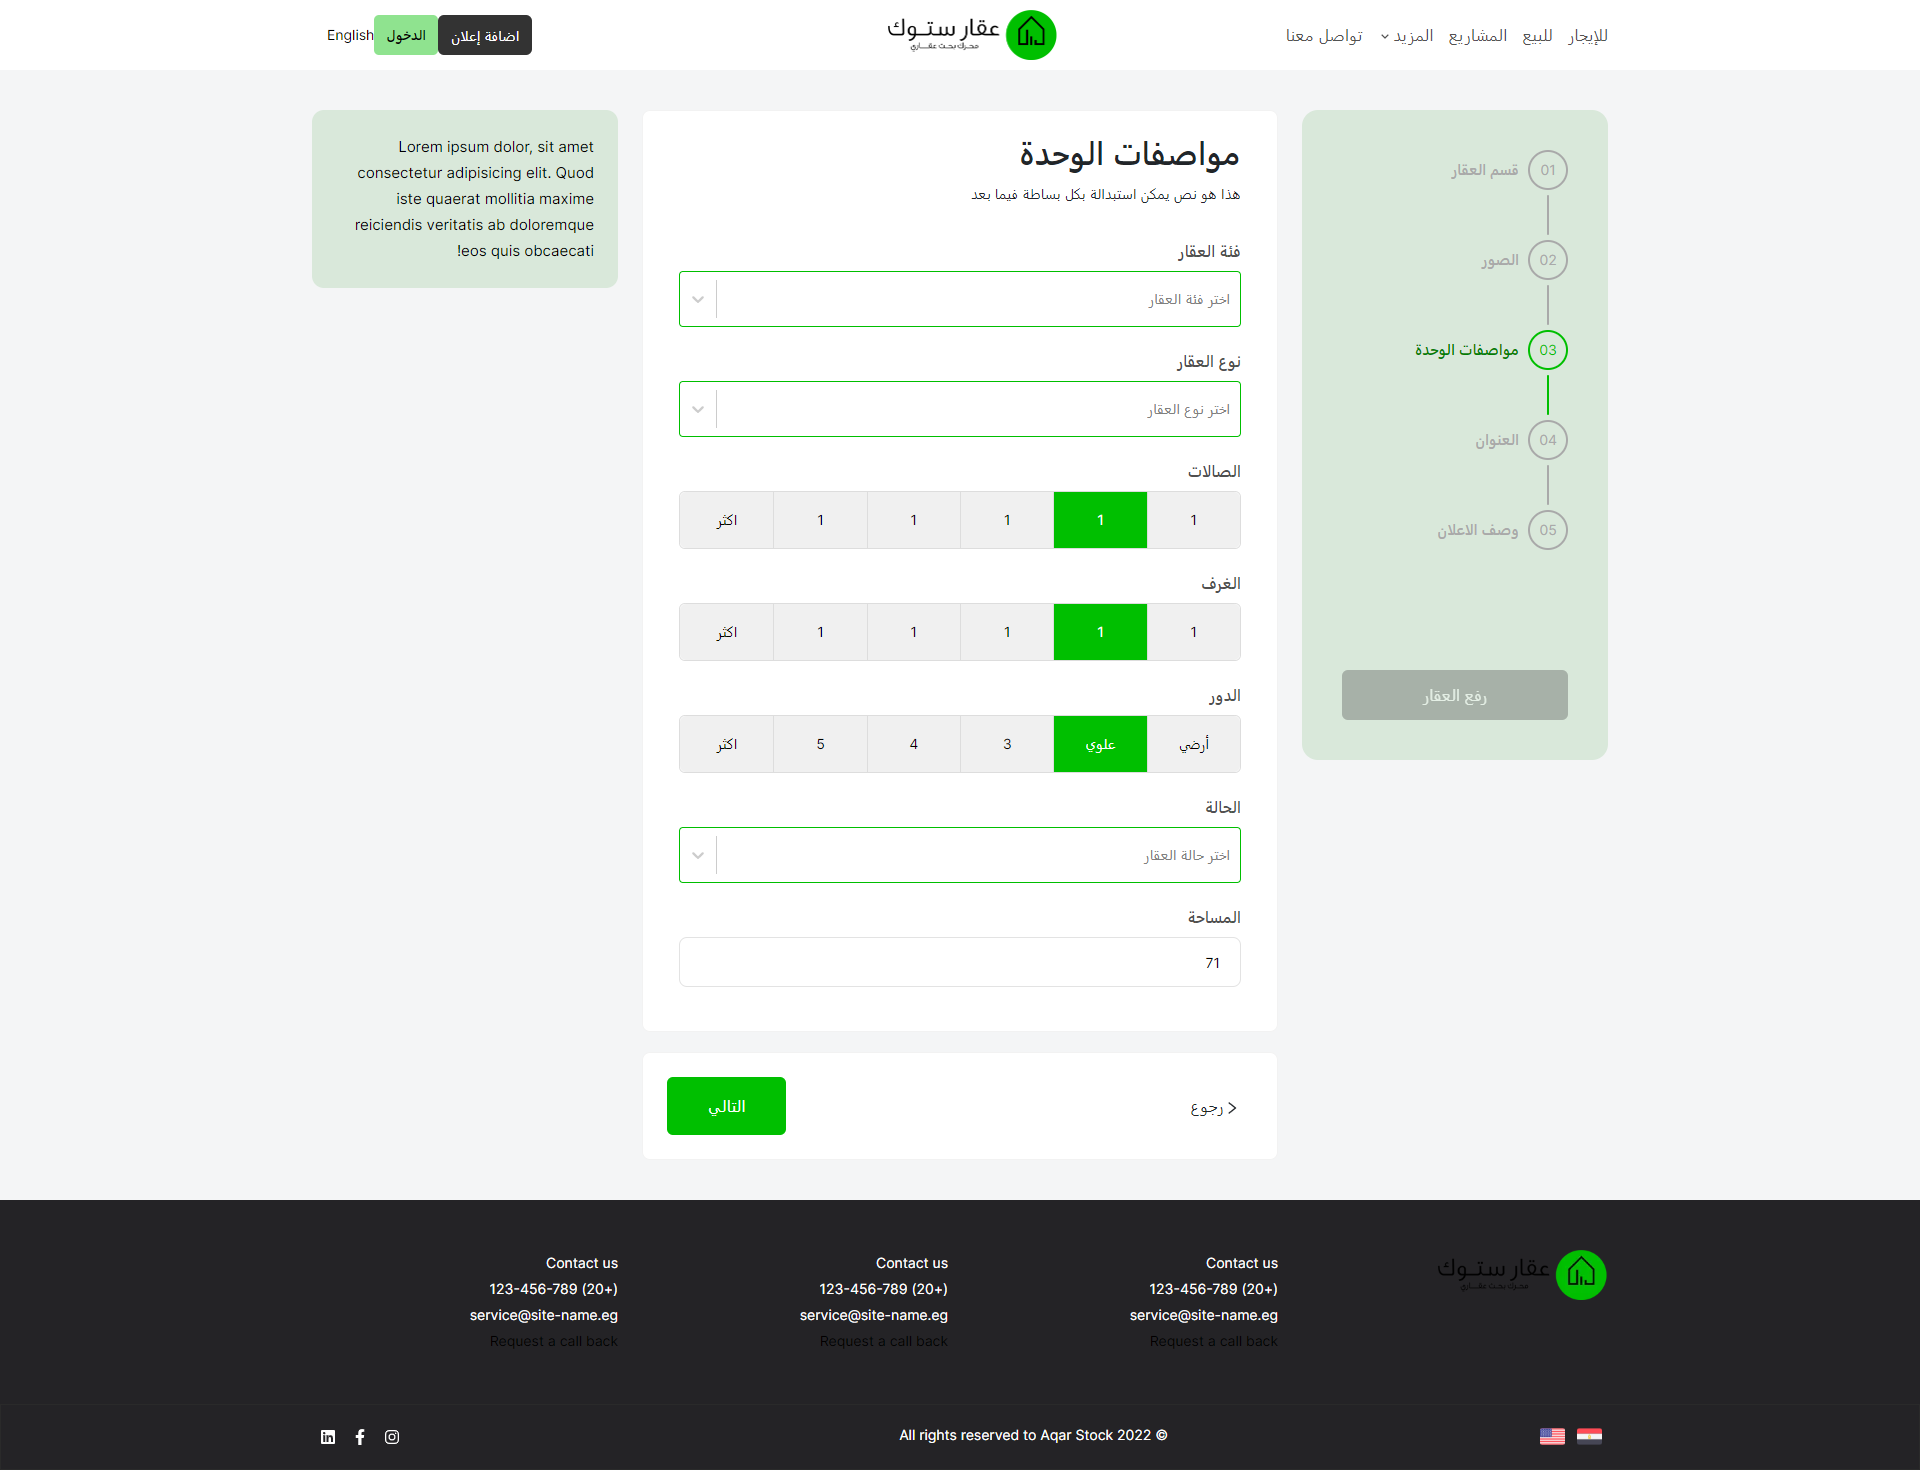 للإيجار
للبيع
المشاريع
المزيد
تواصل معنا
عقار ستوك
محرك بحث عقاري
اضافة إعلان
الدخول
English
01
قسم العقار
02
الصور
03
مواصفات الوحدة
04
العنوان
05
وصف الاعلان
رفع العقار
مواصفات الوحدة
هذا هو نص يمكن استبدالة بكل بساطة فيما بعد
فئة العقار
اختر فئة العقار
نوع العقار
اختر نوع العقار
الصالات
1 1 1 1 1 اكثر
الغرف
1 1 1 1 1 اكثر
الدور
أرضي علوي 3 4 5 اكثر
الحالة
اختر حالة العقار
المساحة
71
رجوع
التالي
Lorem ipsum dolor, sit amet
consectetur adipisicing elit. Quod
iste quaerat mollitia maxime
reiciendis veritatis ab doloremque
!eos quis obcaecati
عقار ستوك
محرك بحث عقاري
Contact us
123-456-789 (20+)
service@site-name.eg
Request a call back
Contact us
123-456-789 (20+)
service@site-name.eg
Request a call back
Contact us
123-456-789 (20+)
service@site-name.eg
Request a call back
All rights reserved to Aqar Stock 2022 ©